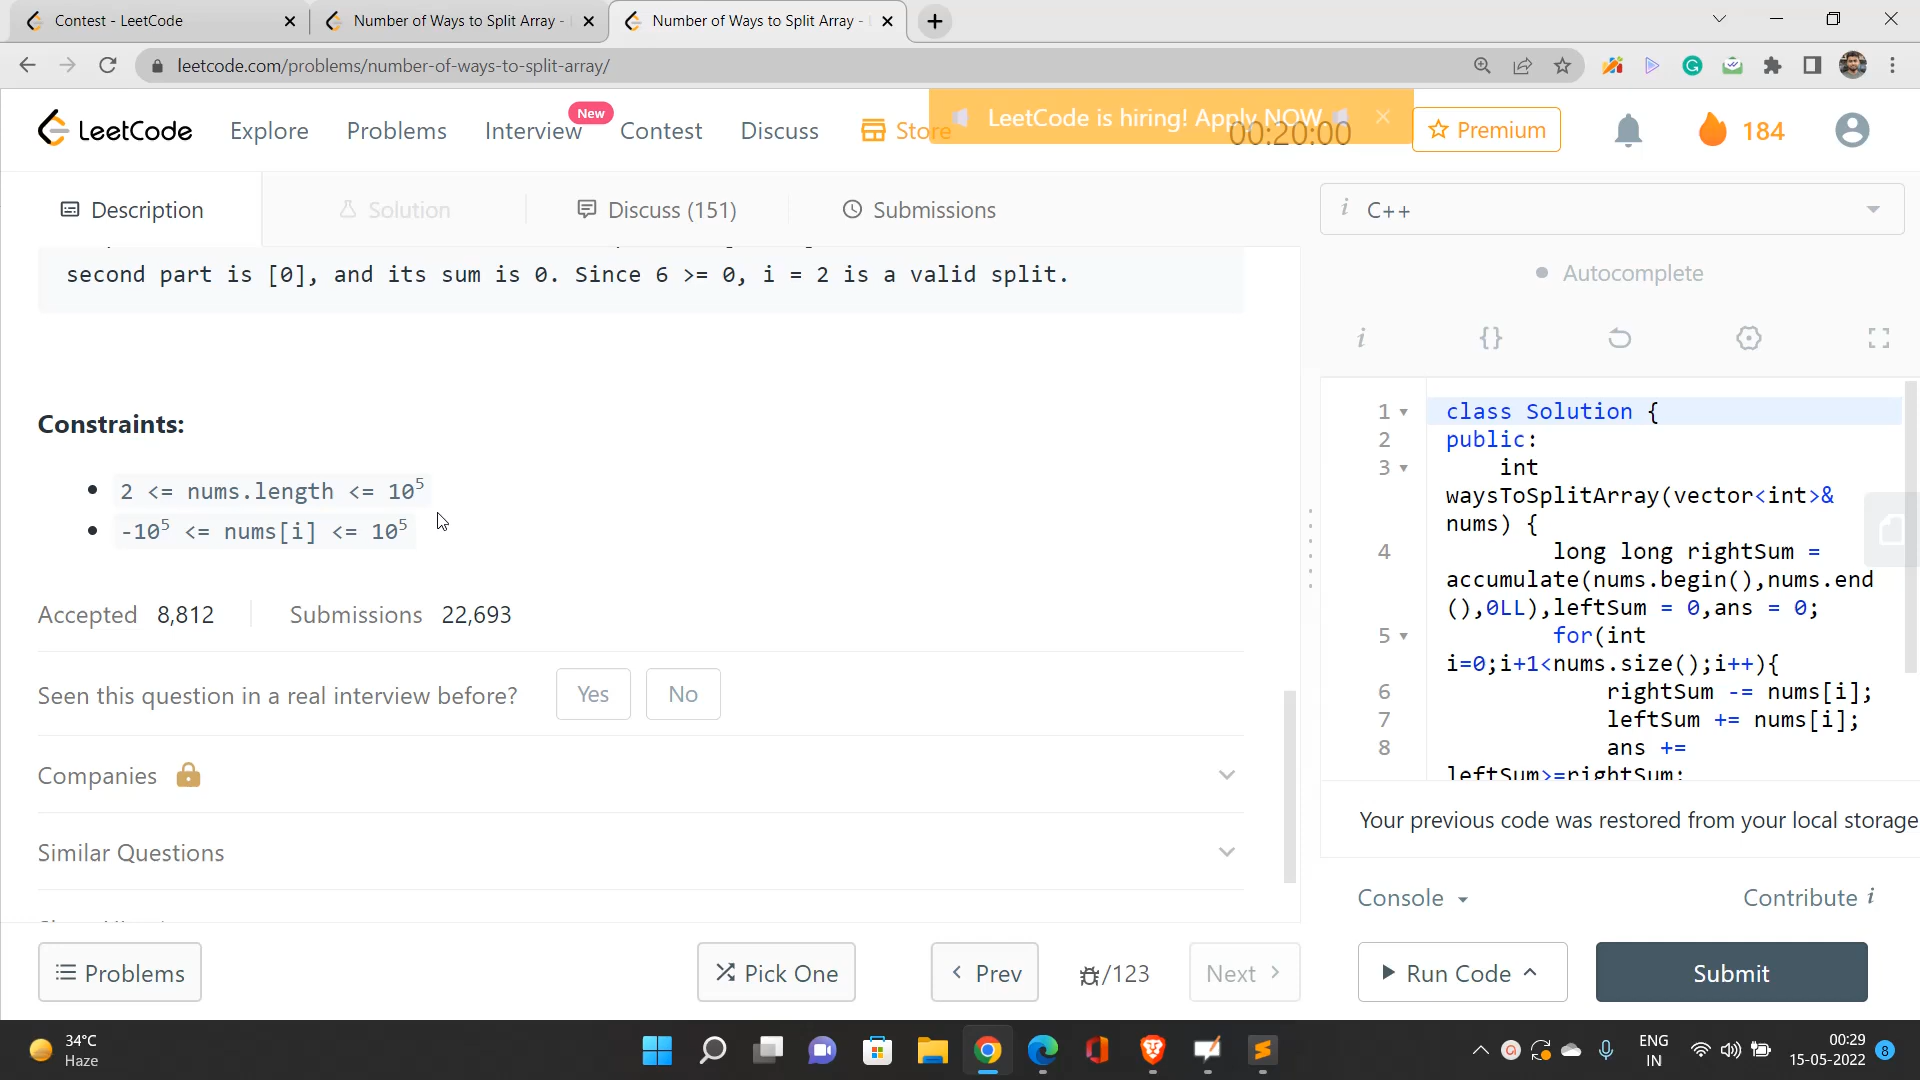 Contest - LeetCode
Number of Ways to Split Array -
Number of Ways to Split Array -
leetcode.com/problems/number-of-ways-to-split-array/
LeetCode
Explore
Problems
Interview
New
Contest
Discuss
Store
LeetCode is hiring! Apply NOW
00:20:00
Premium
184
Description
Solution
Discuss (151)
Submissions
i C++
second part is [0], and its sum is 0. Since 6 >= 0, i = 2 is a valid split.
Constraints:
2 <= nums.length <= 10⁵
-10⁵ <= nums[i] <= 10⁵
Accepted 8,812
Submissions 22,693
Seen this question in a real interview before?
Yes
No
Companies
Similar Questions
Problems
Pick One
Prev
/123
Next
Autocomplete
i {}
1 class Solution {
2 public:
3 int
waysToSplitArray(vector<int>&
nums) {
4 long long rightSum =
accumulate(nums.begin(),nums.end
(),0LL),leftSum = 0,ans = 0;
5 for(int
i=0;i+1<nums.size();i++){
6 rightSum -= nums[i];
7 leftSum += nums[i];
8 ans +=
leftSum>=rightSum;
Your previous code was restored from your local storage
Console
Contribute i
Run Code
Submit
34°C
Haze
ENG
IN
00:29
15-05-2022
8